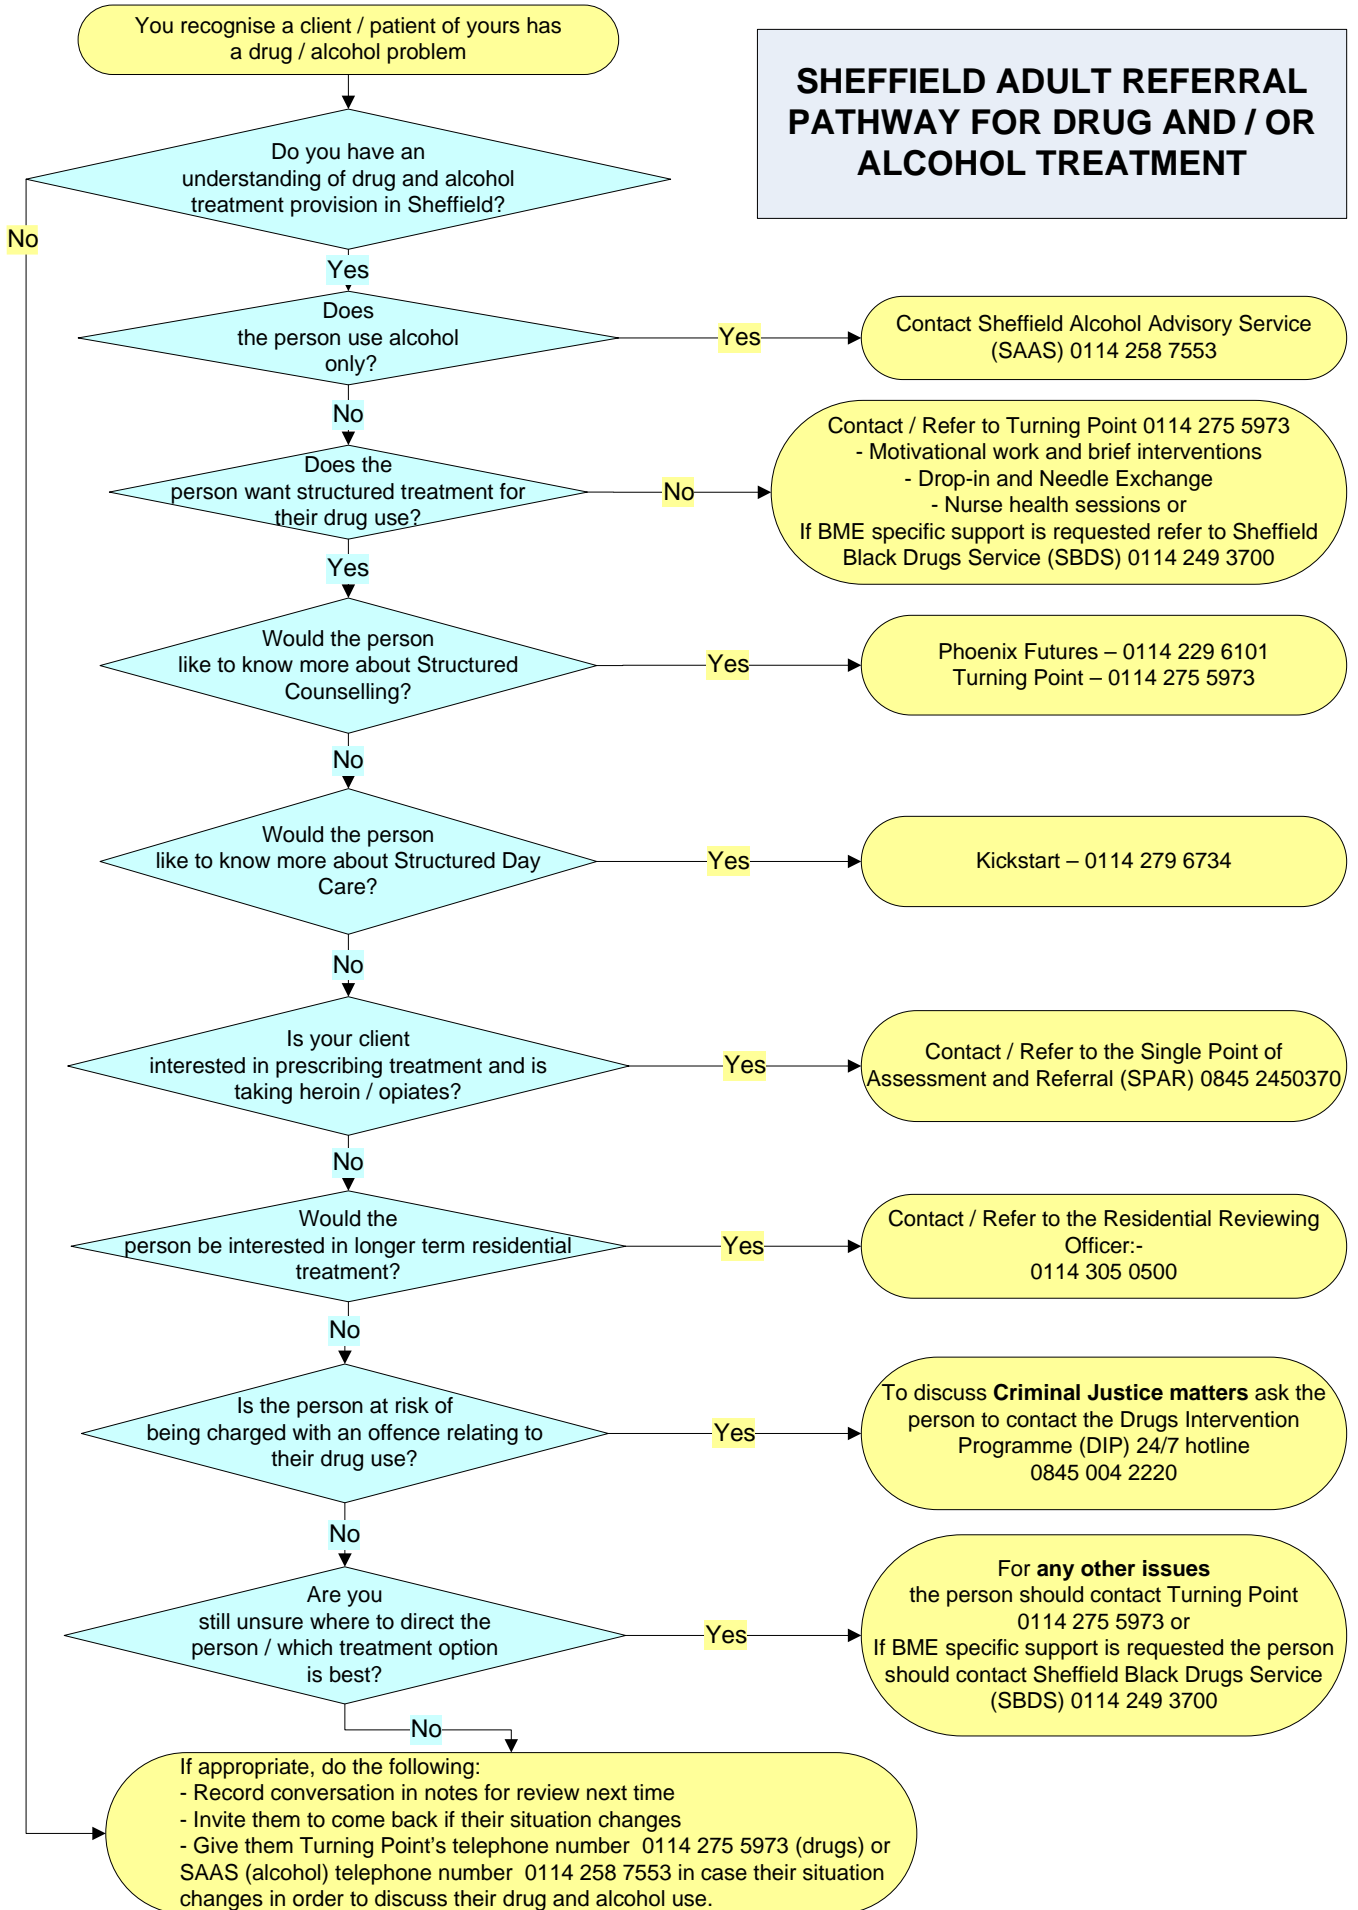 You recognise a client / patient of yours has
a drug / alcohol problem
SHEFFIELD ADULT REFERRAL
PATHWAY FOR DRUG AND / OR
ALCOHOL TREATMENT
Do you have an
understanding of drug and alcohol
treatment provision in Sheffield?
No
Yes
Does
the person use alcohol
only?
Yes
Contact Sheffield Alcohol Advisory Service
(SAAS) 0114 258 7553
No
Does the
person want structured treatment for
their drug use?
No
Contact / Refer to Turning Point 0114 275 5973
- Motivational work and brief interventions
- Drop-in and Needle Exchange
- Nurse health sessions or
If BME specific support is requested refer to Sheffield
Black Drugs Service (SBDS) 0114 249 3700
Yes
Would the person
like to know more about Structured
Counselling?
Yes
Phoenix Futures – 0114 229 6101
Turning Point – 0114 275 5973
No
Would the person
like to know more about Structured Day
Care?
Yes
Kickstart – 0114 279 6734
No
Is your client
interested in prescribing treatment and is
taking heroin / opiates?
Yes
Contact / Refer to the Single Point of
Assessment and Referral (SPAR) 0845 2450370
No
Would the
person be interested in longer term residential
treatment?
Yes
Contact / Refer to the Residential Reviewing
Officer:-
0114 305 0500
No
Is the person at risk of
being charged with an offence relating to
their drug use?
Yes
To discuss Criminal Justice matters ask the
person to contact the Drugs Intervention
Programme (DIP) 24/7 hotline
0845 004 2220
No
Are you
still unsure where to direct the
person / which treatment option
is best?
Yes
For any other issues
the person should contact Turning Point
0114 275 5973 or
If BME specific support is requested the person
should contact Sheffield Black Drugs Service
(SBDS) 0114 249 3700
No
If appropriate, do the following:
- Record conversation in notes for review next time
- Invite them to come back if their situation changes
- Give them Turning Point's telephone number  0114 275 5973 (drugs) or
SAAS (alcohol) telephone number  0114 258 7553 in case their situation
changes in order to discuss their drug and alcohol use.